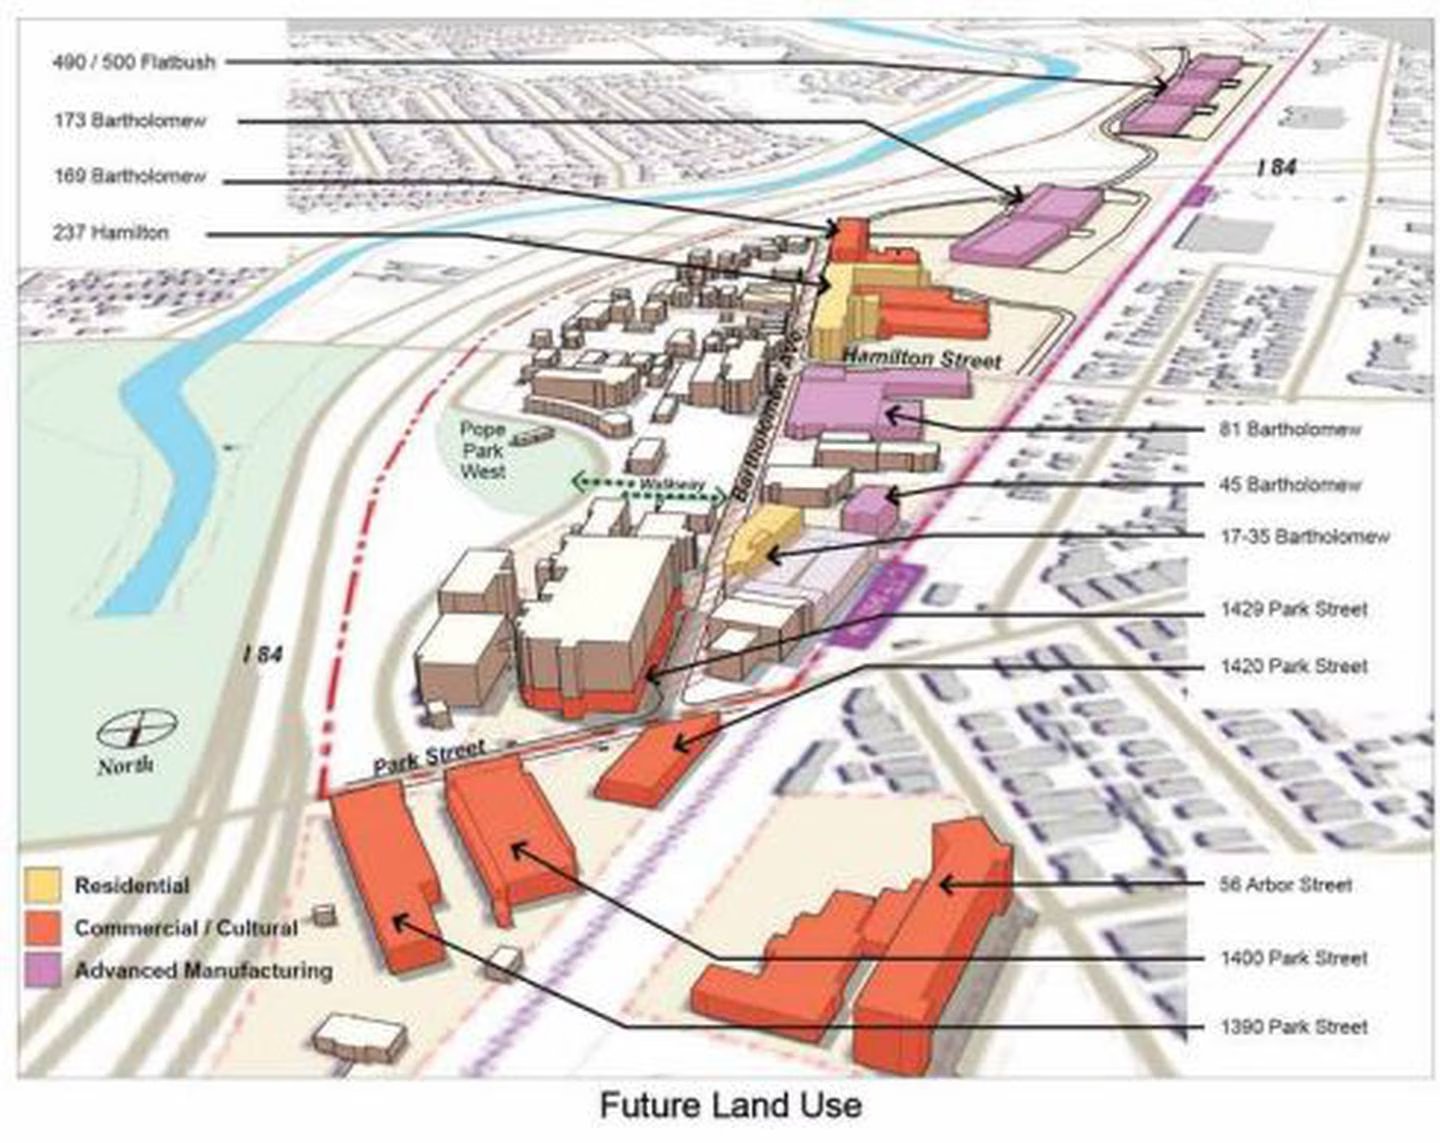 490 / 500 Flatbush
173 Bartholomew
169 Bartholomew
237 Hamilton
I 84
Hamilton Street
Bartholomew Ave
81 Bartholomew
Pope
Park
West
Walkway
45 Bartholomew
17-35 Bartholomew
1429 Park Street
I 84
1420 Park Street
North
Park Street
Residential
Commercial / Cultural
Advanced Manufacturing
56 Arbor Street
1400 Park Street
1390 Park Street
Future Land Use